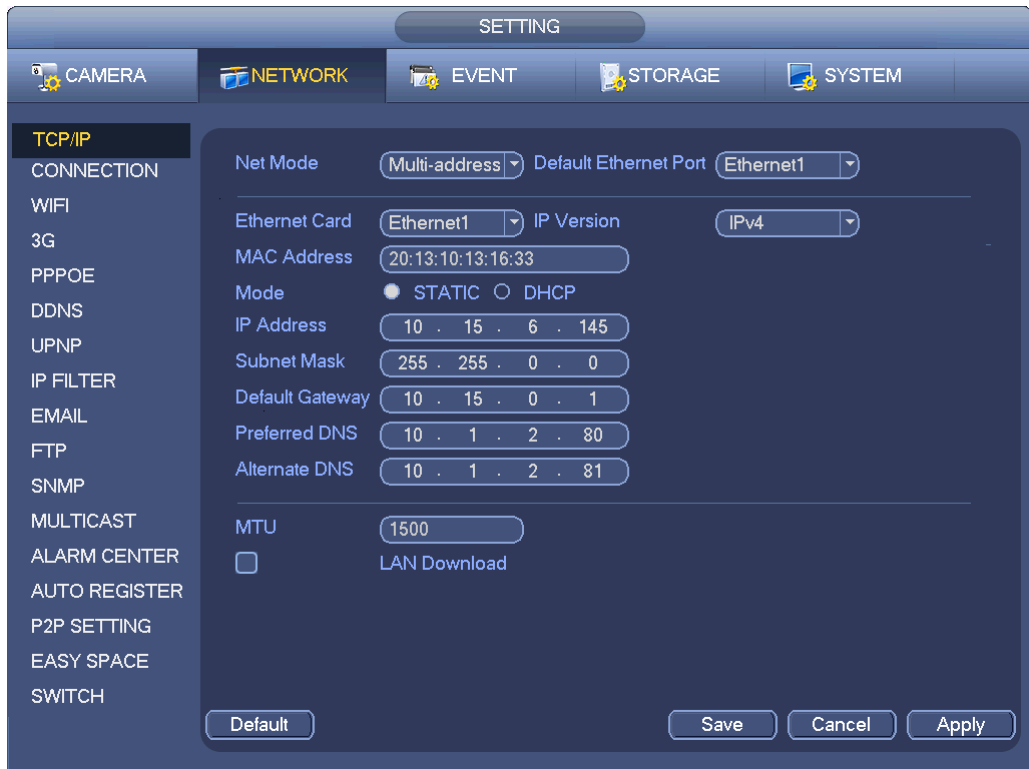 SETTING
CAMERA NETWORK EVENT STORAGE SYSTEM
TCP/IP
CONNECTION
WIFI
3G
PPPOE
DDNS
UPNP
IP FILTER
EMAIL
FTP
SNMP
MULTICAST
ALARM CENTER
AUTO REGISTER
P2P SETTING
EASY SPACE
SWITCH
Net Mode Multi-address Default Ethernet Port Ethernet1
Ethernet Card Ethernet1 IP Version IPv4
MAC Address 20:13:10:13:16:33
Mode STATIC DHCP
IP Address 10 . 15 . 6 . 145
Subnet Mask 255 . 255 . 0 . 0
Default Gateway 10 . 15 . 0 . 1
Preferred DNS 10 . 1 . 2 . 80
Alternate DNS 10 . 1 . 2 . 81
MTU 1500
LAN Download
Default Save Cancel Apply